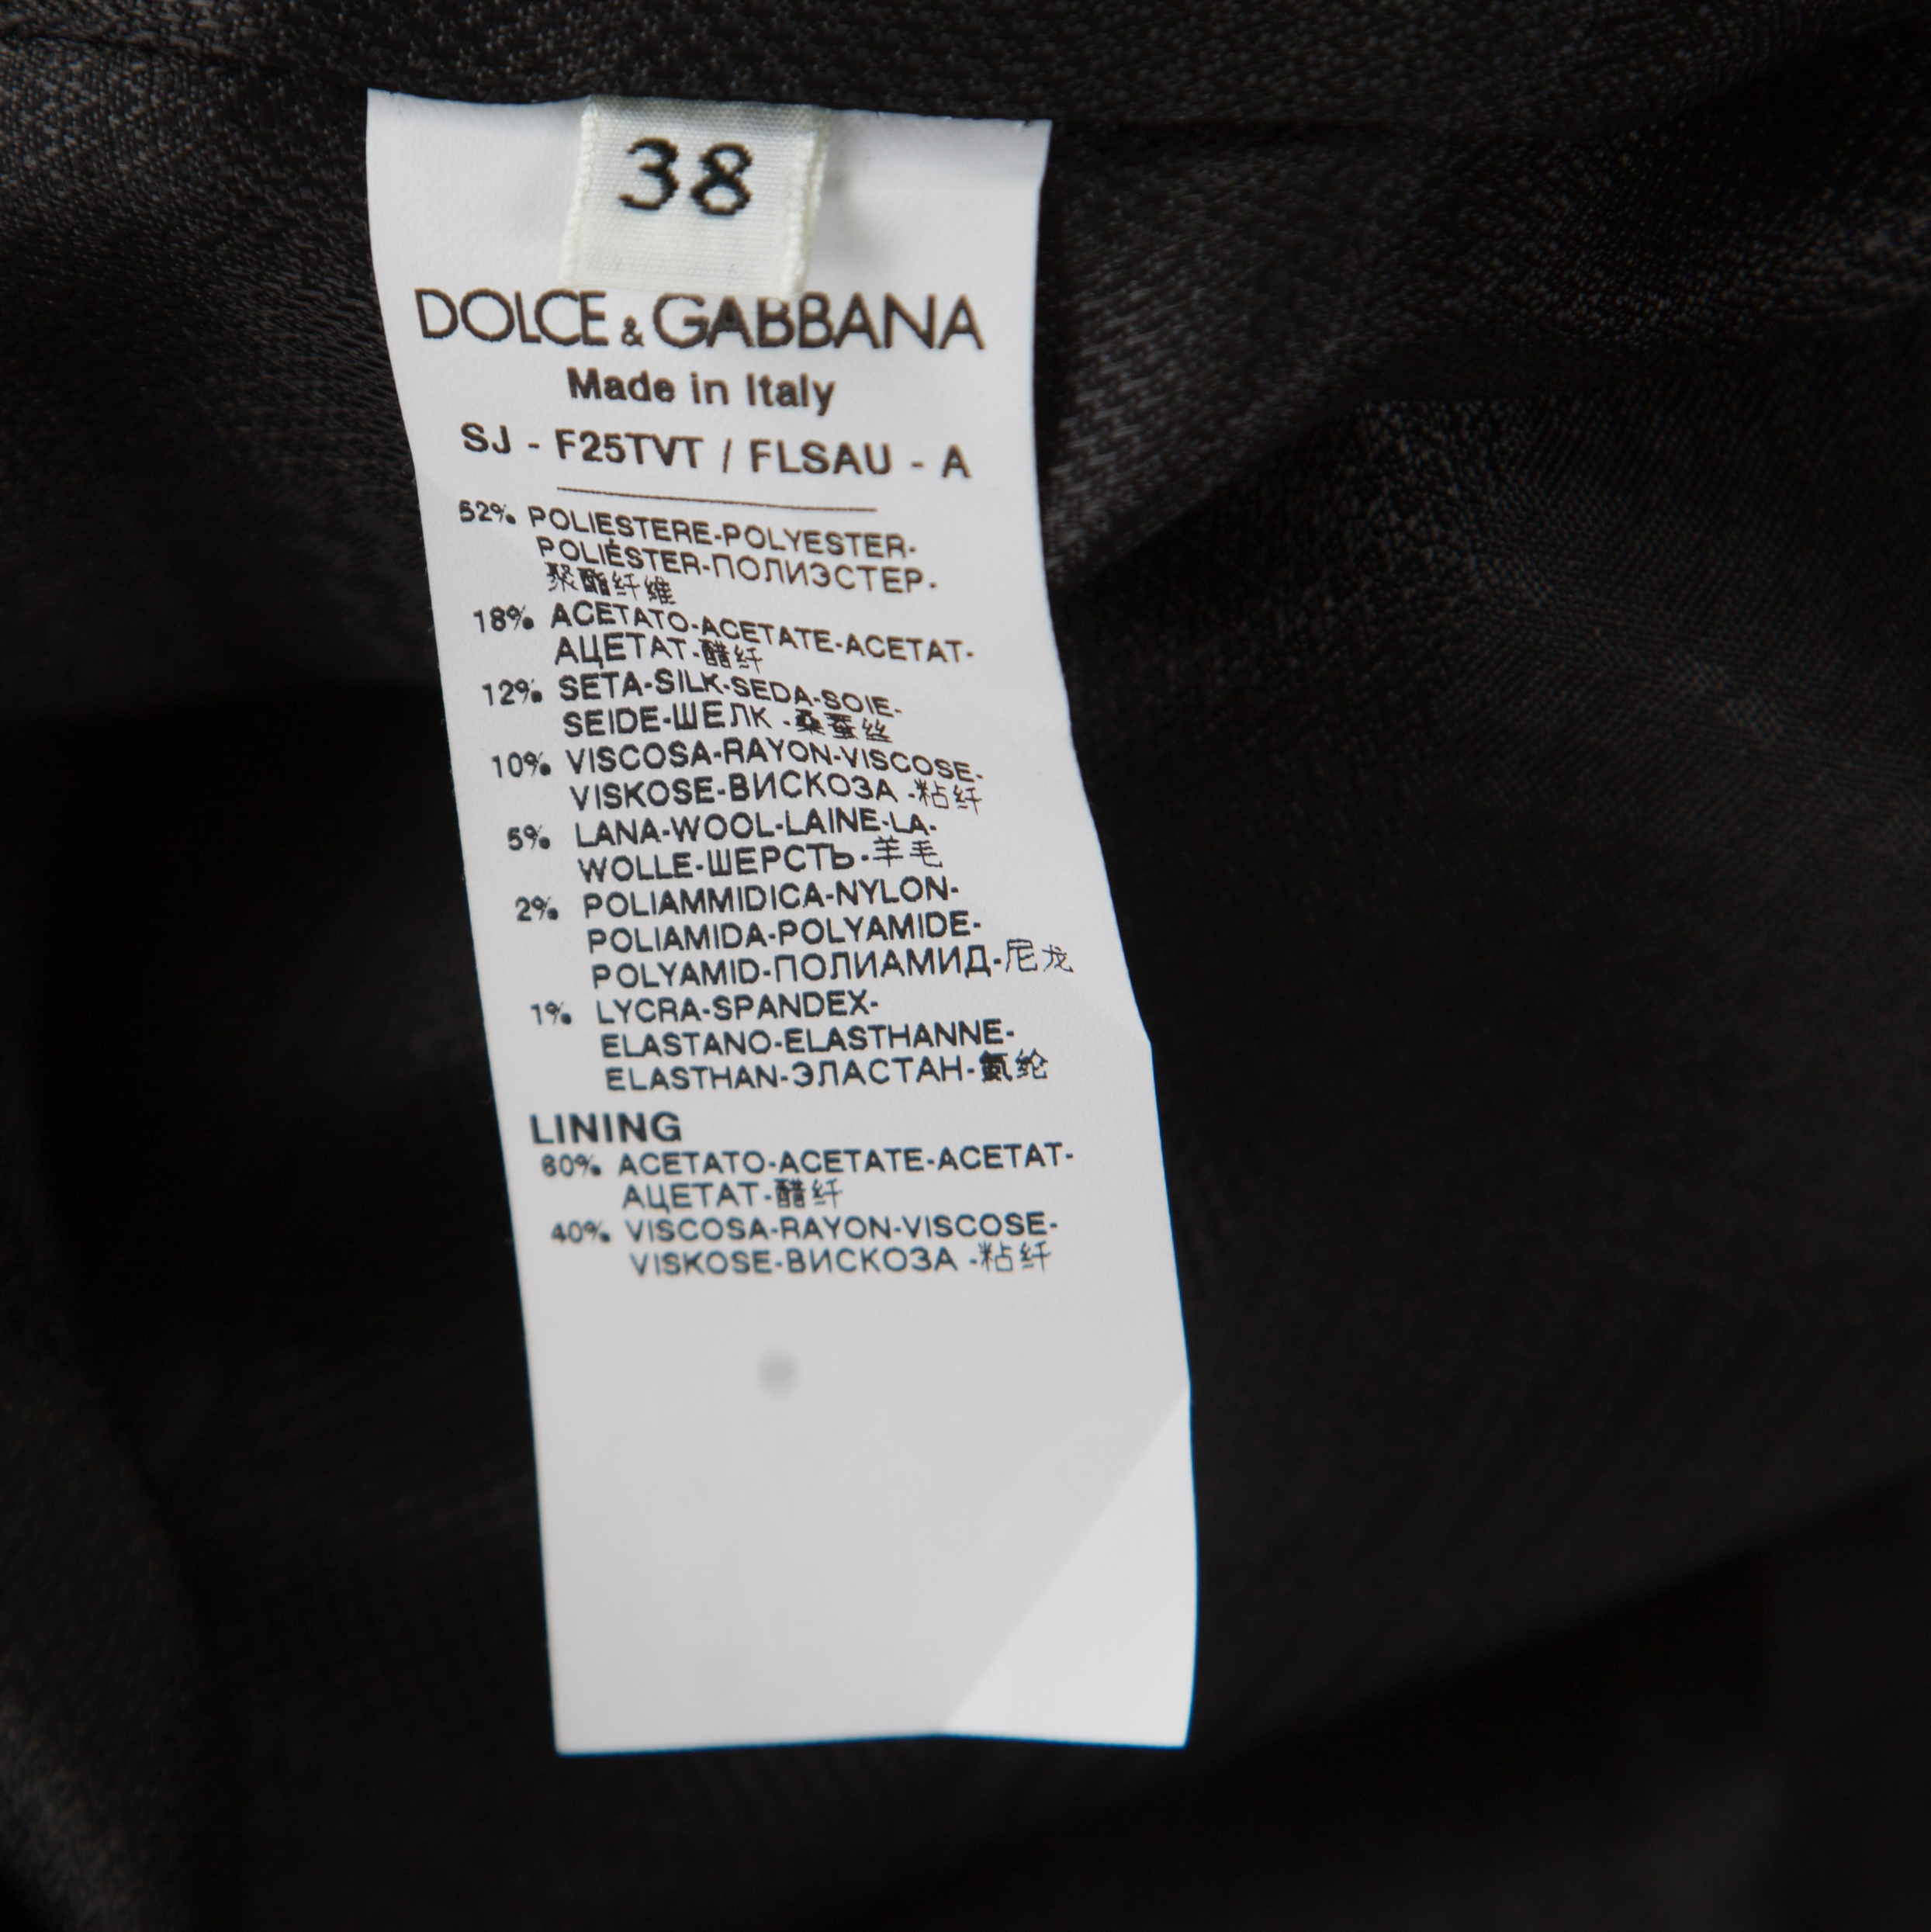 38
DOLCE & GABBANA
Made in Italy
SJ - F25TVT / FLSAU - A
52% POLIESTERE-POLYESTER-
POLIÉSTER-ПОЛИЭСТЕР-
聚酯纤维
18% ACETATO-ACETATE-ACETAT-
АЦЕТАТ-醋纤
12% SETA-SILK-SEDA-SOIE-
SEIDE-ШЕЛК -桑蚕丝
10% VISCOSA-RAYON-VISCOSE-
VISKOSE-ВИСКОЗА -粘纤
5% LANA-WOOL-LAINE-LA-
WOLLE-ШЕРСТЬ-羊毛
2% POLIAMMIDICA-NYLON-
POLIAMIDA-POLYAMIDE-
POLYAMID-ПОЛИАМИД-尼龙
1% LYCRA-SPANDEX-
ELASTANO-ELASTHANNE-
ELASTHAN-ЭЛАСТАН-氨纶
LINING
60% ACETATO-ACETATE-ACETAT-
АЦЕТАТ-醋纤
40% VISCOSA-RAYON-VISCOSE-
VISKOSE-ВИСКОЗА -粘纤